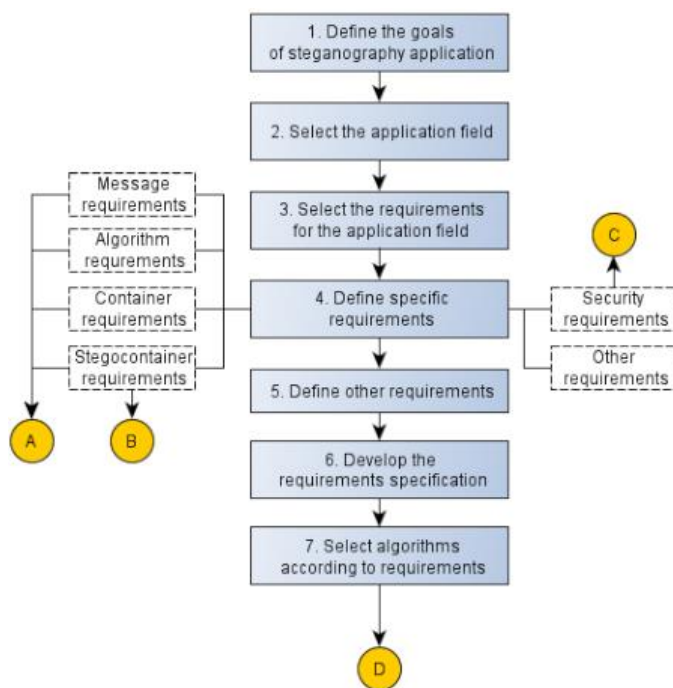 1. Define the goals
of steganography application
2. Select the application field
Message
requirements
3. Select the requirements
for the application field
C
Algorithm
requrements
Container
requirements
4. Define specific
requirements
Security
requirements
Stegocontainer
requirements
Other
requirements
5. Define other requirements
A
B
6. Develop the
requirements specification
7. Select algorithms
according to requirements
D